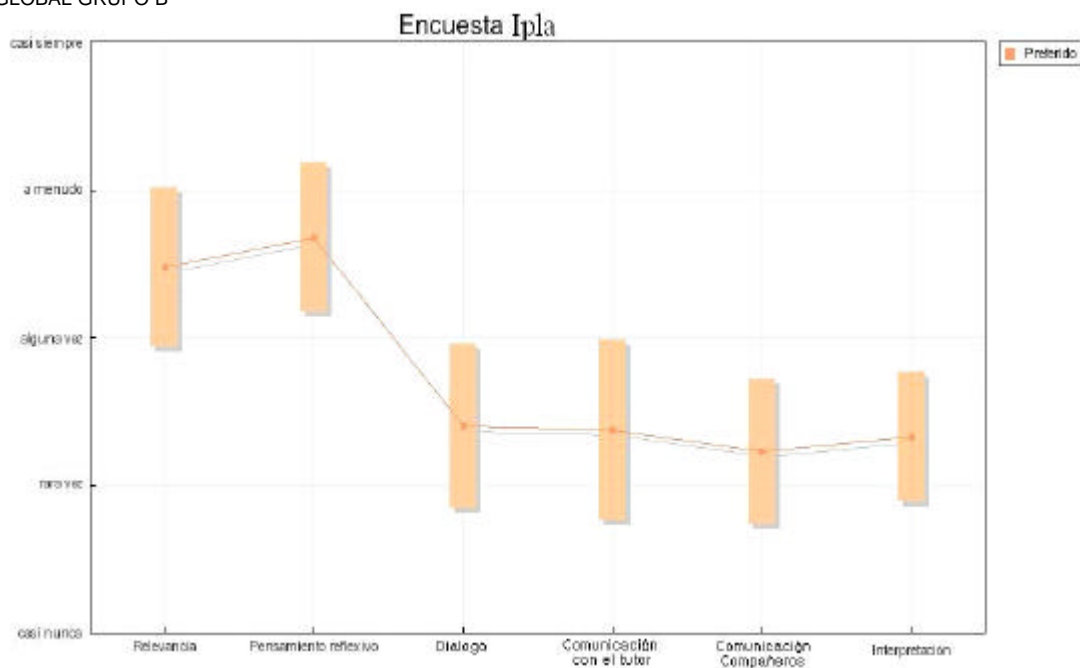 GLOBAL GRUPO B
Encuesta Ipla
casi siempre
Preferido
a menudo
alguna vez
rara vez
casi nunca
Relevancia
Pensamiento reflexivo
Dialogo
Comunicación
con el tutor
Comunicación
Compañeros
Interpretación